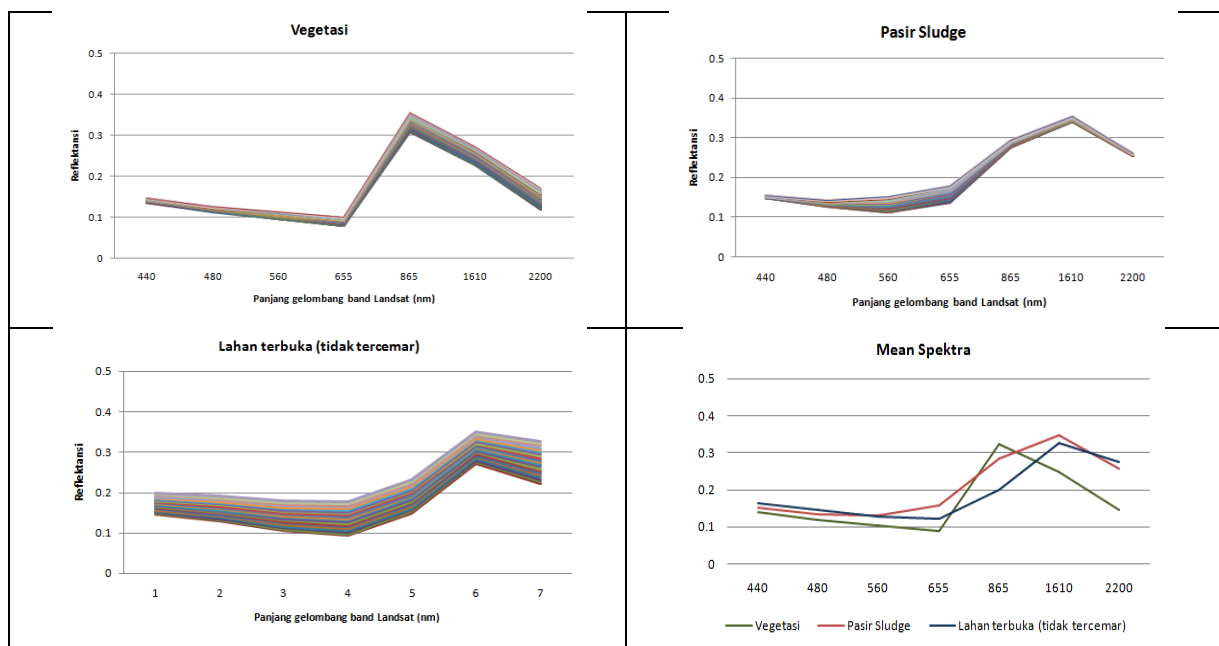 Vegetasi
0.5
0.4
0.3
0.2
0.1
0
Reflektansi
440 480 560 655 865 1610 2200
Panjang gelombang band Landsat (nm)
Pasir Sludge
0.5
0.4
0.3
0.2
0.1
0
Reflektansi
440 480 560 655 865 1610 2200
Panjang gelombang band Landsat (nm)
Lahan terbuka (tidak tercemar)
0.5
0.4
0.3
0.2
0.1
0
Reflektansi
1 2 3 4 5 6 7
Panjang gelombang band Landsat (nm)
Mean Spektra
0.5
0.4
0.3
0.2
0.1
0
440 480 560 655 865 1610 2200
Vegetasi Pasir Sludge Lahan terbuka (tidak tercemar)